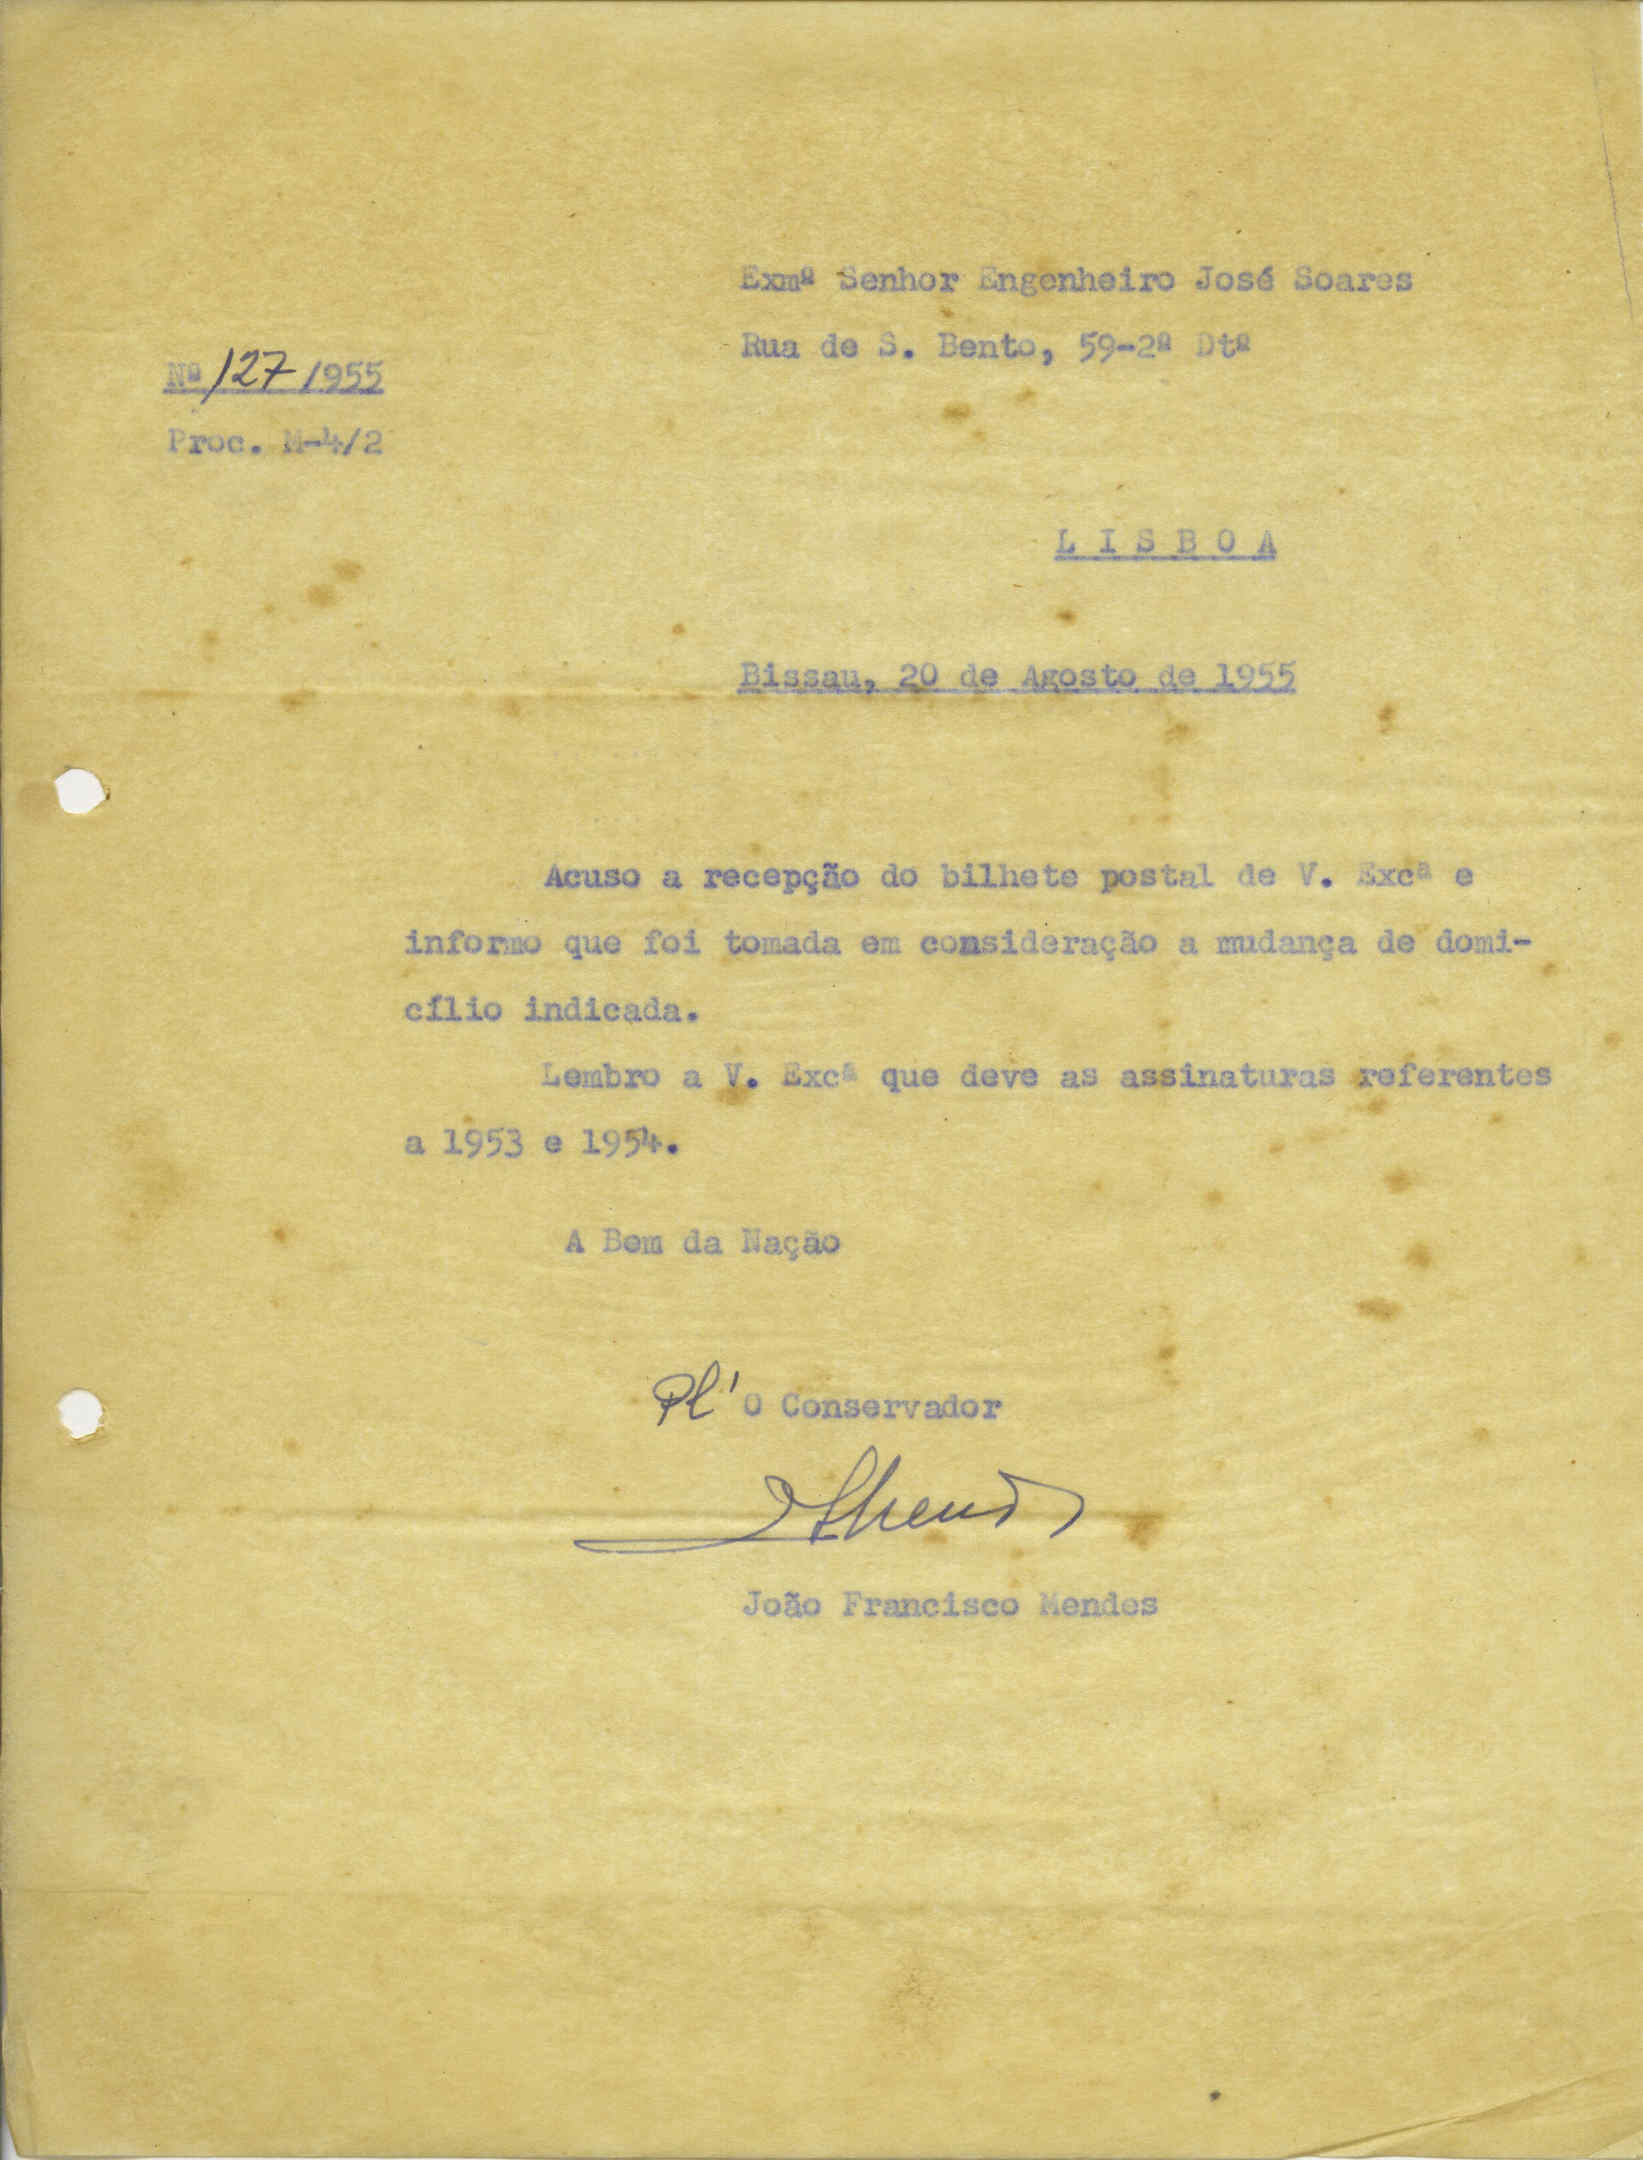 Exmº Senhor Engenheiro José Soares
Rua de S. Bento, 59-2º Dtº
Nº 127/1955
Proc. M-4/2
L I S B O A
Bissau, 20 de Agosto de 1955
Acuso a recepção do bilhete postal de V. Excª e
informo que foi tomada em consideração a mudança de domi-
cílio indicada.
Lembro a V. Excª que deve as assinaturas referentes
a 1953 e 1954.
A Bem da Nação
O Conservador
João Francisco Mendes